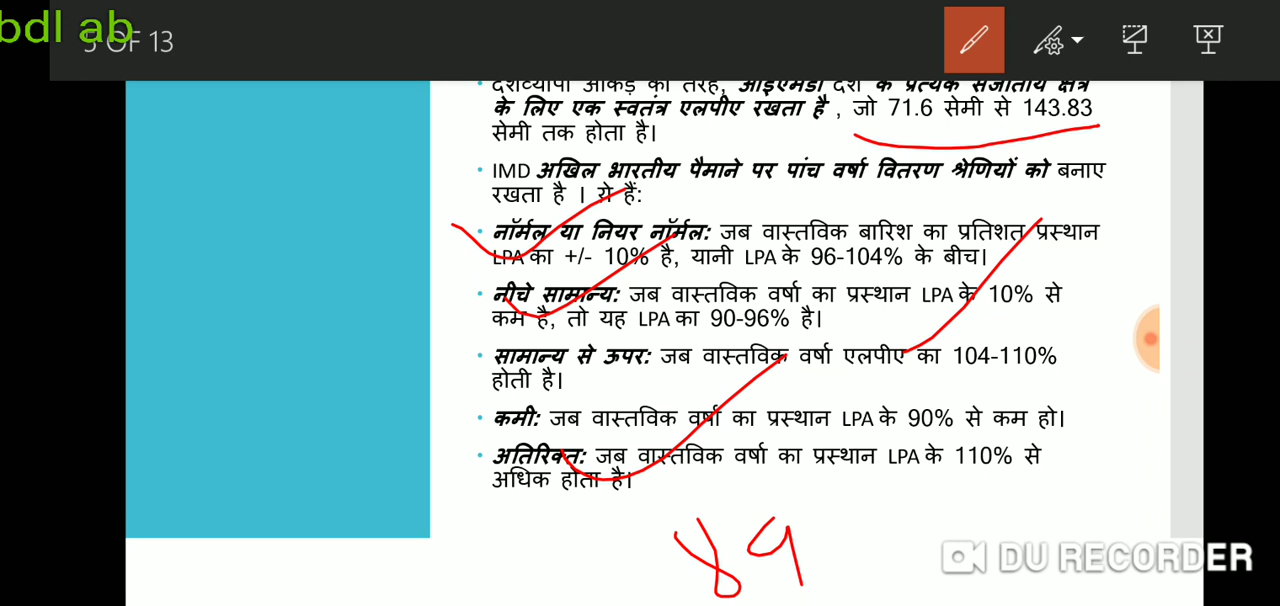 bdl ab
5 OF 13
देशव्यापी आंकड़े की तरह, आईएमडी देश के प्रत्येक सजातीय क्षेत्र
के लिए एक स्वतंत्र एलपीए रखता है , जो 71.6 सेमी से 143.83
सेमी तक होता है।
IMD अखिल भारतीय पैमाने पर पांच वर्षा वितरण श्रेणियों को बनाए
रखता है । ये हैं:
नॉर्मल या नियर नॉर्मल: जब वास्तविक बारिश का प्रतिशत प्रस्थान
LPA का +/- 10% है, यानी LPA के 96-104% के बीच।
नीचे सामान्य: जब वास्तविक वर्षा का प्रस्थान LPA के 10% से
कम है, तो यह LPA का 90-96% है।
सामान्य से ऊपर: जब वास्तविक वर्षा एलपीए का 104-110%
होती है।
कमी: जब वास्तविक वर्षा का प्रस्थान LPA के 90% से कम हो।
अतिरिक्त: जब वास्तविक वर्षा का प्रस्थान LPA के 110% से
अधिक होता है।
89
DU RECORDER